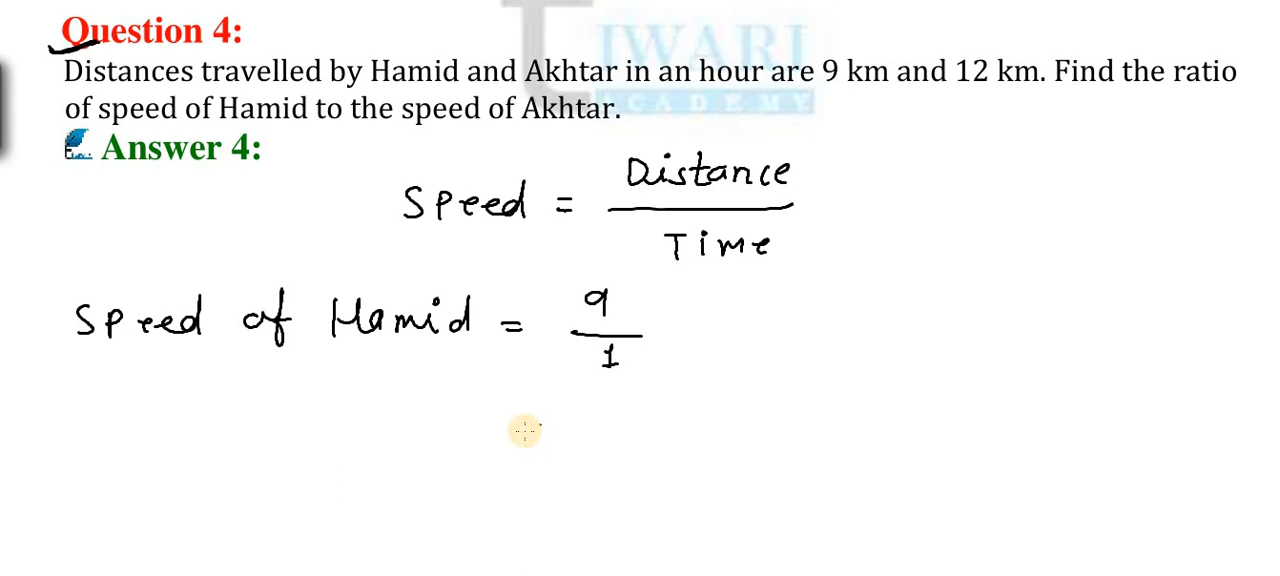 Question 4:
TIWARI
ACADEMY
Distances travelled by Hamid and Akhtar in an hour are 9 km and 12 km. Find the ratio
of speed of Hamid to the speed of Akhtar.
Answer 4:
Speed = Distance / Time
Speed of Hamid = 9 / 1